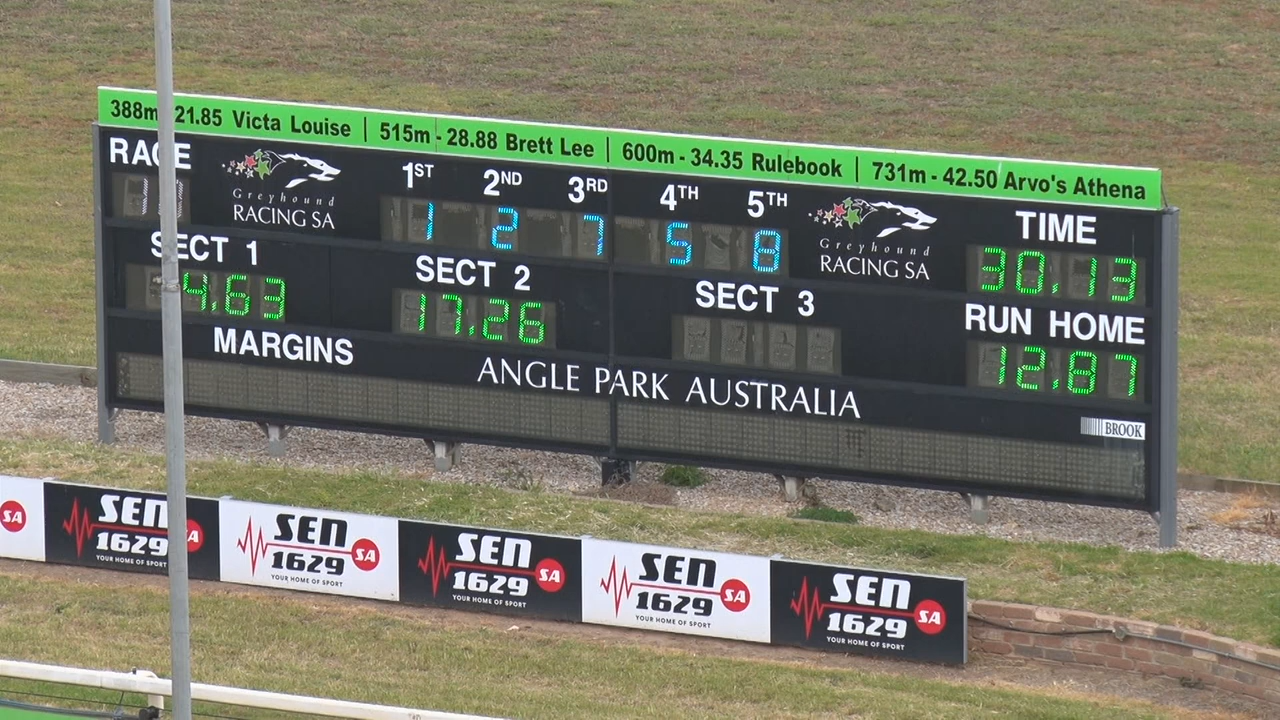 388m - 21.85 Victa Louise | 515m - 28.88 Brett Lee | 600m - 34.35 Rulebook | 731m - 42.50 Arvo's Athena
RACE
11
Greyhound
RACING SA
1ST 2ND 3RD 4TH 5TH
1 2 7 5 8
Greyhound
RACING SA
TIME
30.13
SECT 1
4.63
SECT 2
17.26
SECT 3
RUN HOME
12.87
MARGINS
ANGLE PARK AUSTRALIA
BROOK
SA
SEN
1629
SA
YOUR HOME OF SPORT
SEN
1629
SA
YOUR HOME OF SPORT
SEN
1629
SA
YOUR HOME OF SPORT
SEN
1629
SA
YOUR HOME OF SPORT
SEN
1629
SA
YOUR HOME OF SPORT